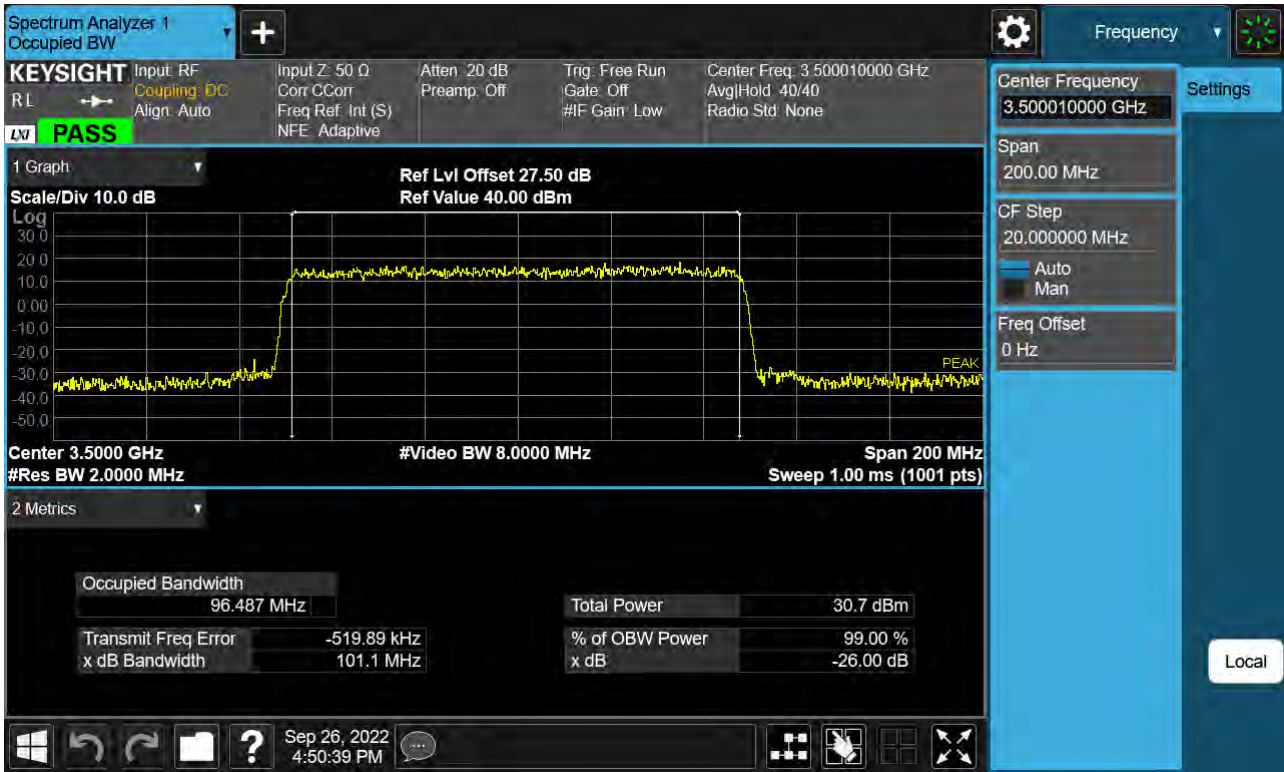 Spectrum Analyzer 1
Occupied BW
+
Frequency
KEYSIGHT
RL
LXI
PASS
Input: RF
Coupling: DC
Align: Auto
Input Z: 50 Ω
Corr CCorr
Freq Ref: Int (S)
NFE: Adaptive
Atten: 20 dB
Preamp: Off
Trig: Free Run
Gate: Off
#IF Gain: Low
Center Freq: 3.500010000 GHz
Avg|Hold: 40/40
Radio Std: None
Center Frequency
3.500010000 GHz
Settings
Span
200.00 MHz
CF Step
20.000000 MHz
Auto
Man
Freq Offset
0 Hz
1 Graph
Scale/Div 10.0 dB
Ref Lvl Offset 27.50 dB
Ref Value 40.00 dBm
Log
30.0
20.0
10.0
0.00
-10.0
-20.0
-30.0
-40.0
-50.0
PEAK
Center 3.5000 GHz
#Video BW 8.0000 MHz
Span 200 MHz
#Res BW 2.0000 MHz
Sweep 1.00 ms (1001 pts)
2 Metrics
Occupied Bandwidth
96.487 MHz
Total Power 30.7 dBm
Transmit Freq Error -519.89 kHz
% of OBW Power 99.00 %
x dB Bandwidth 101.1 MHz
x dB -26.00 dB
Local
?
Sep 26, 2022
4:50:39 PM